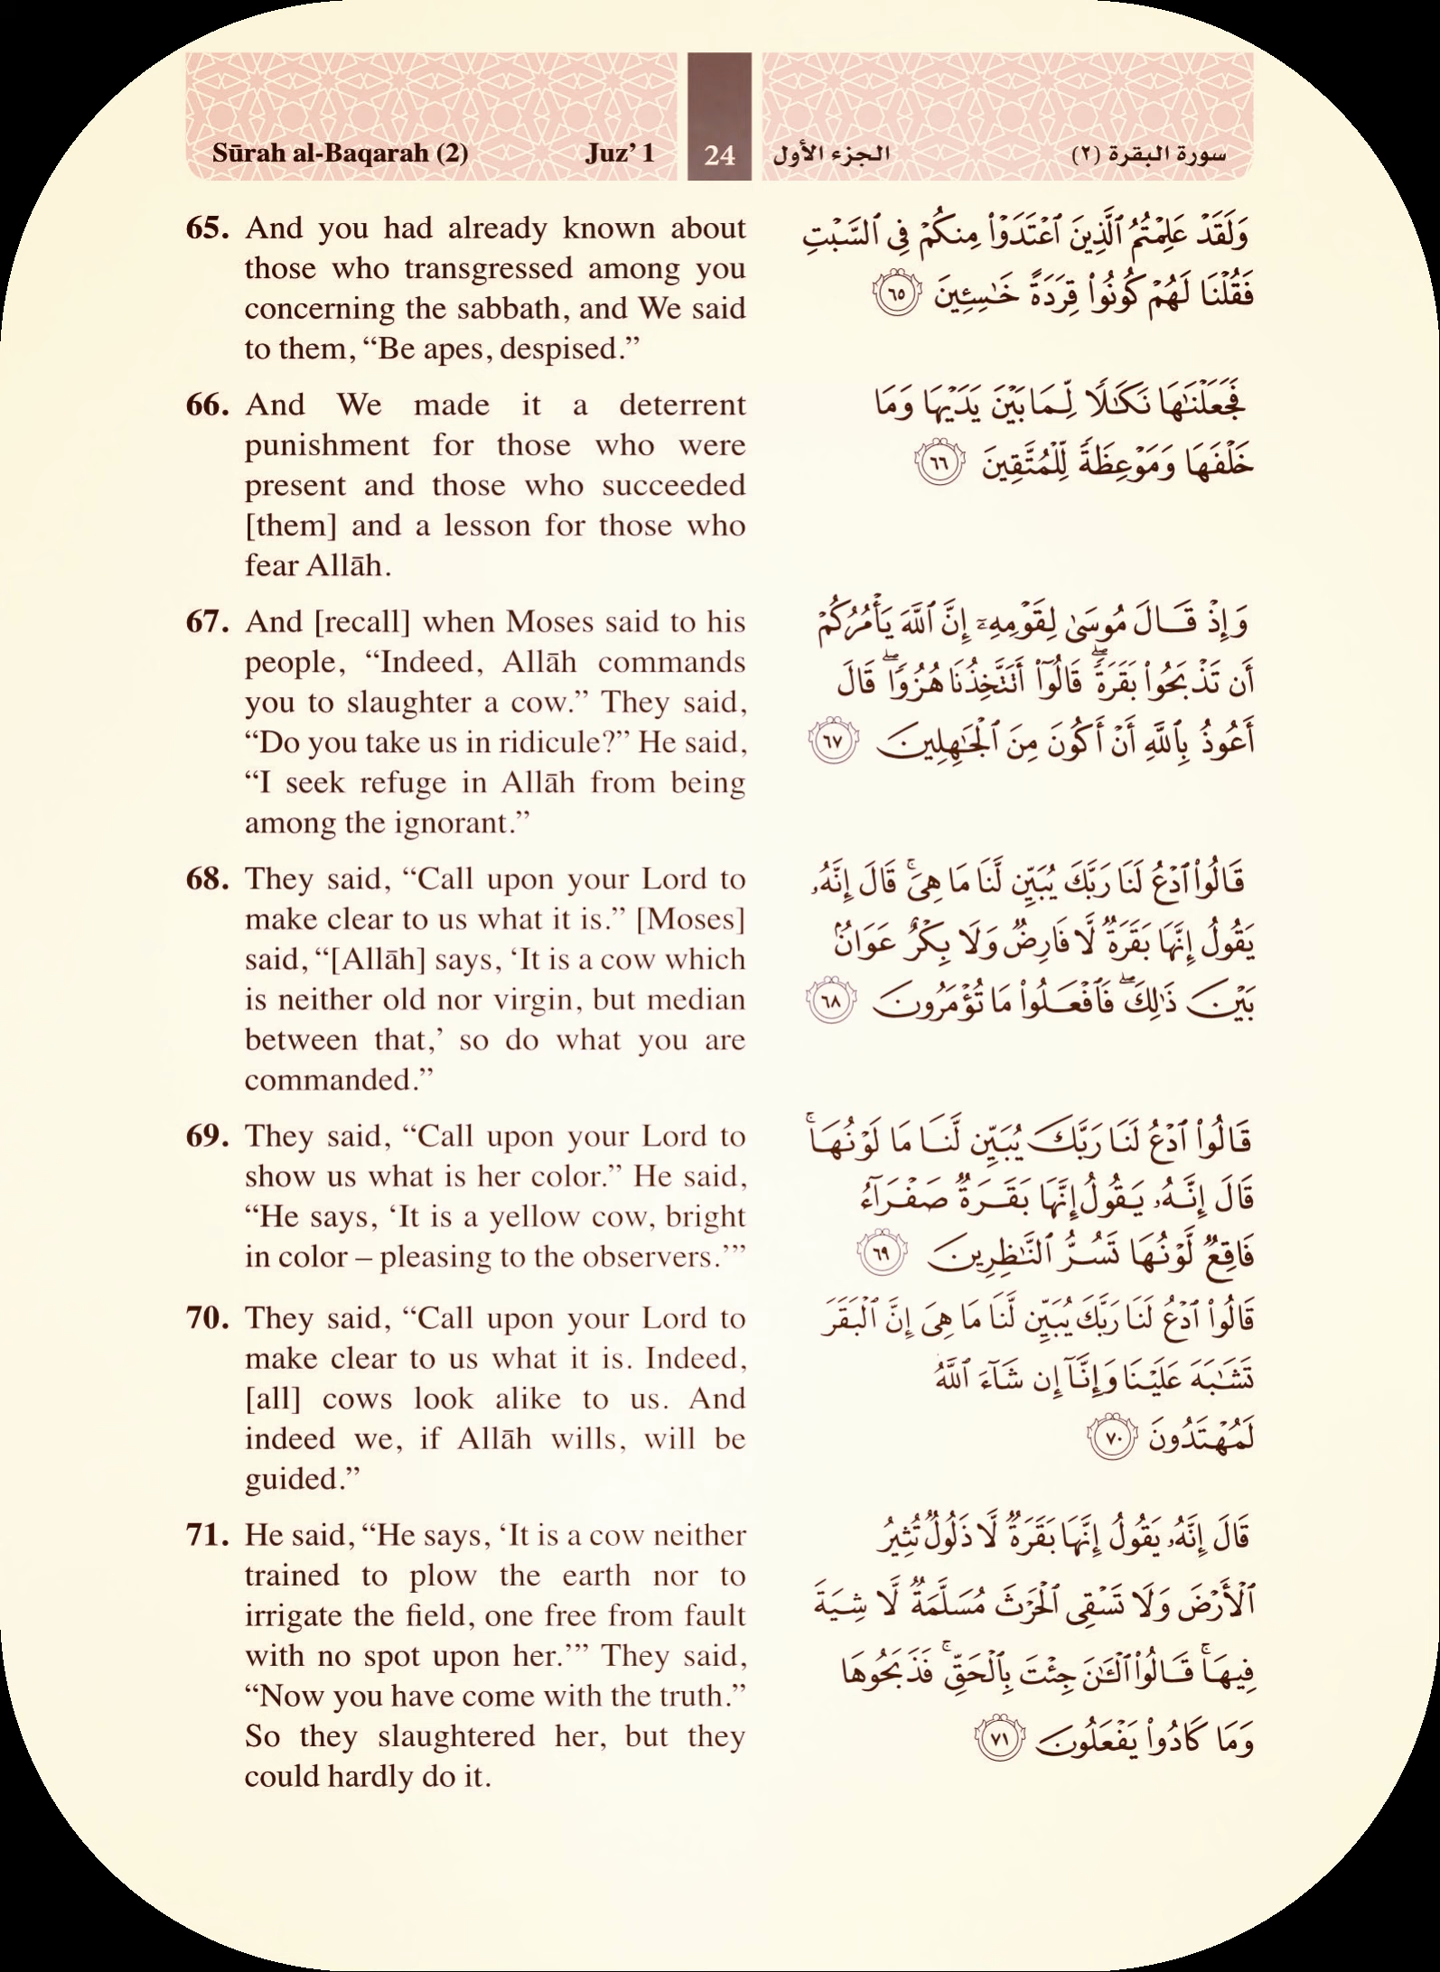 Sūrah al-Baqarah (2) Juz’ 1 24 الجزء الأول سورة البقرة (٢)
65. And you had already known about
those who transgressed among you
concerning the sabbath, and We said
to them, “Be apes, despised.”
وَلَقَدْ عَلِمْتُمُ ٱلَّذِينَ ٱعْتَدَوْا۟ مِنكُمْ فِى ٱلسَّبْتِ
فَقُلْنَا لَهُمْ كُونُوا۟ قِرَدَةً خَـٰسِـِٔينَ ٦٥
66. And We made it a deterrent
punishment for those who were
present and those who succeeded
[them] and a lesson for those who
fear Allāh.
فَجَعَلْنَـٰهَا نَكَـٰلًا لِّمَا بَيْنَ يَدَيْهَا وَمَا
خَلْفَهَا وَمَوْعِظَةً لِّلْمُتَّقِينَ ٦٦
67. And [recall] when Moses said to his
people, “Indeed, Allāh commands
you to slaughter a cow.” They said,
“Do you take us in ridicule?” He said,
“I seek refuge in Allāh from being
among the ignorant.”
وَإِذْ قَالَ مُوسَىٰ لِقَوْمِهِۦٓ إِنَّ ٱللَّهَ يَأْمُرُكُمْ
أَن تَذْبَحُوا۟ بَقَرَةً ۖ قَالُوٓا۟ أَتَتَّخِذُنَا هُزُوًا ۖ قَالَ
أَعُوذُ بِٱللَّهِ أَنْ أَكُونَ مِنَ ٱلْجَـٰهِلِينَ ٦٧
68. They said, “Call upon your Lord to
make clear to us what it is.” [Moses]
said, “[Allāh] says, ‘It is a cow which
is neither old nor virgin, but median
between that,’ so do what you are
commanded.”
قَالُوا۟ ٱدْعُ لَنَا رَبَّكَ يُبَيِّن لَّنَا مَا هِىَ ۚ قَالَ إِنَّهُۥ
يَقُولُ إِنَّهَا بَقَرَةٌ لَّا فَارِضٌ وَلَا بِكْرٌ عَوَانٌۢ
بَيْنَ ذَٰلِكَ ۖ فَٱفْعَلُوا۟ مَا تُؤْمَرُونَ ٦٨
69. They said, “Call upon your Lord to
show us what is her color.” He said,
“He says, ‘It is a yellow cow, bright
in color – pleasing to the observers.’”
قَالُوا۟ ٱدْعُ لَنَا رَبَّكَ يُبَيِّن لَّنَا مَا لَوْنُهَا ۚ
قَالَ إِنَّهُۥ يَقُولُ إِنَّهَا بَقَرَةٌ صَفْرَآءُ
فَاقِعٌ لَّوْنُهَا تَسُرُّ ٱلنَّـٰظِرِينَ ٦٩
70. They said, “Call upon your Lord to
make clear to us what it is. Indeed,
[all] cows look alike to us. And
indeed we, if Allāh wills, will be
guided.”
قَالُوا۟ ٱدْعُ لَنَا رَبَّكَ يُبَيِّن لَّنَا مَا هِىَ إِنَّ ٱلْبَقَرَ
تَشَـٰبَهَ عَلَيْنَا وَإِنَّآ إِن شَآءَ ٱللَّهُ
لَمُهْتَدُونَ ٧٠
71. He said, “He says, ‘It is a cow neither
trained to plow the earth nor to
irrigate the field, one free from fault
with no spot upon her.’” They said,
“Now you have come with the truth.”
So they slaughtered her, but they
could hardly do it.
قَالَ إِنَّهُۥ يَقُولُ إِنَّهَا بَقَرَةٌ لَّا ذَلُولٌ تُثِيرُ
ٱلْأَرْضَ وَلَا تَسْقِى ٱلْحَرْثَ مُسَلَّمَةٌ لَّا شِيَةَ
فِيهَا ۚ قَالُوا۟ ٱلْـَٔـٰنَ جِئْتَ بِٱلْحَقِّ ۚ فَذَبَحُوهَا
وَمَا كَادُوا۟ يَفْعَلُونَ ٧١